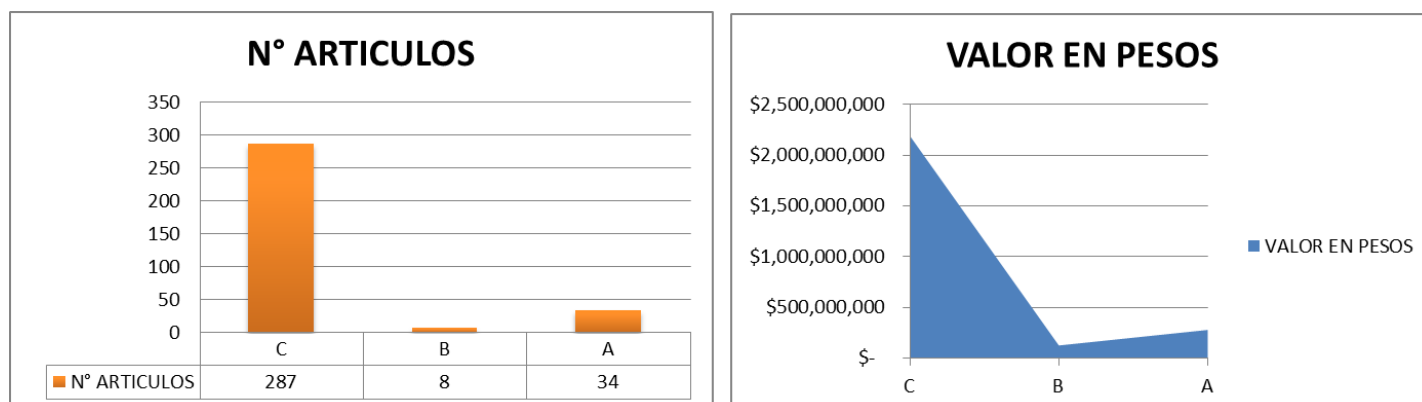 N° ARTICULOS
350
300
250
200
150
100
50
0
C B A
N° ARTICULOS 287 8 34
VALOR EN PESOS
$2,500,000,000
$2,000,000,000
$1,500,000,000
$1,000,000,000
$500,000,000
$-
C B A
VALOR EN PESOS